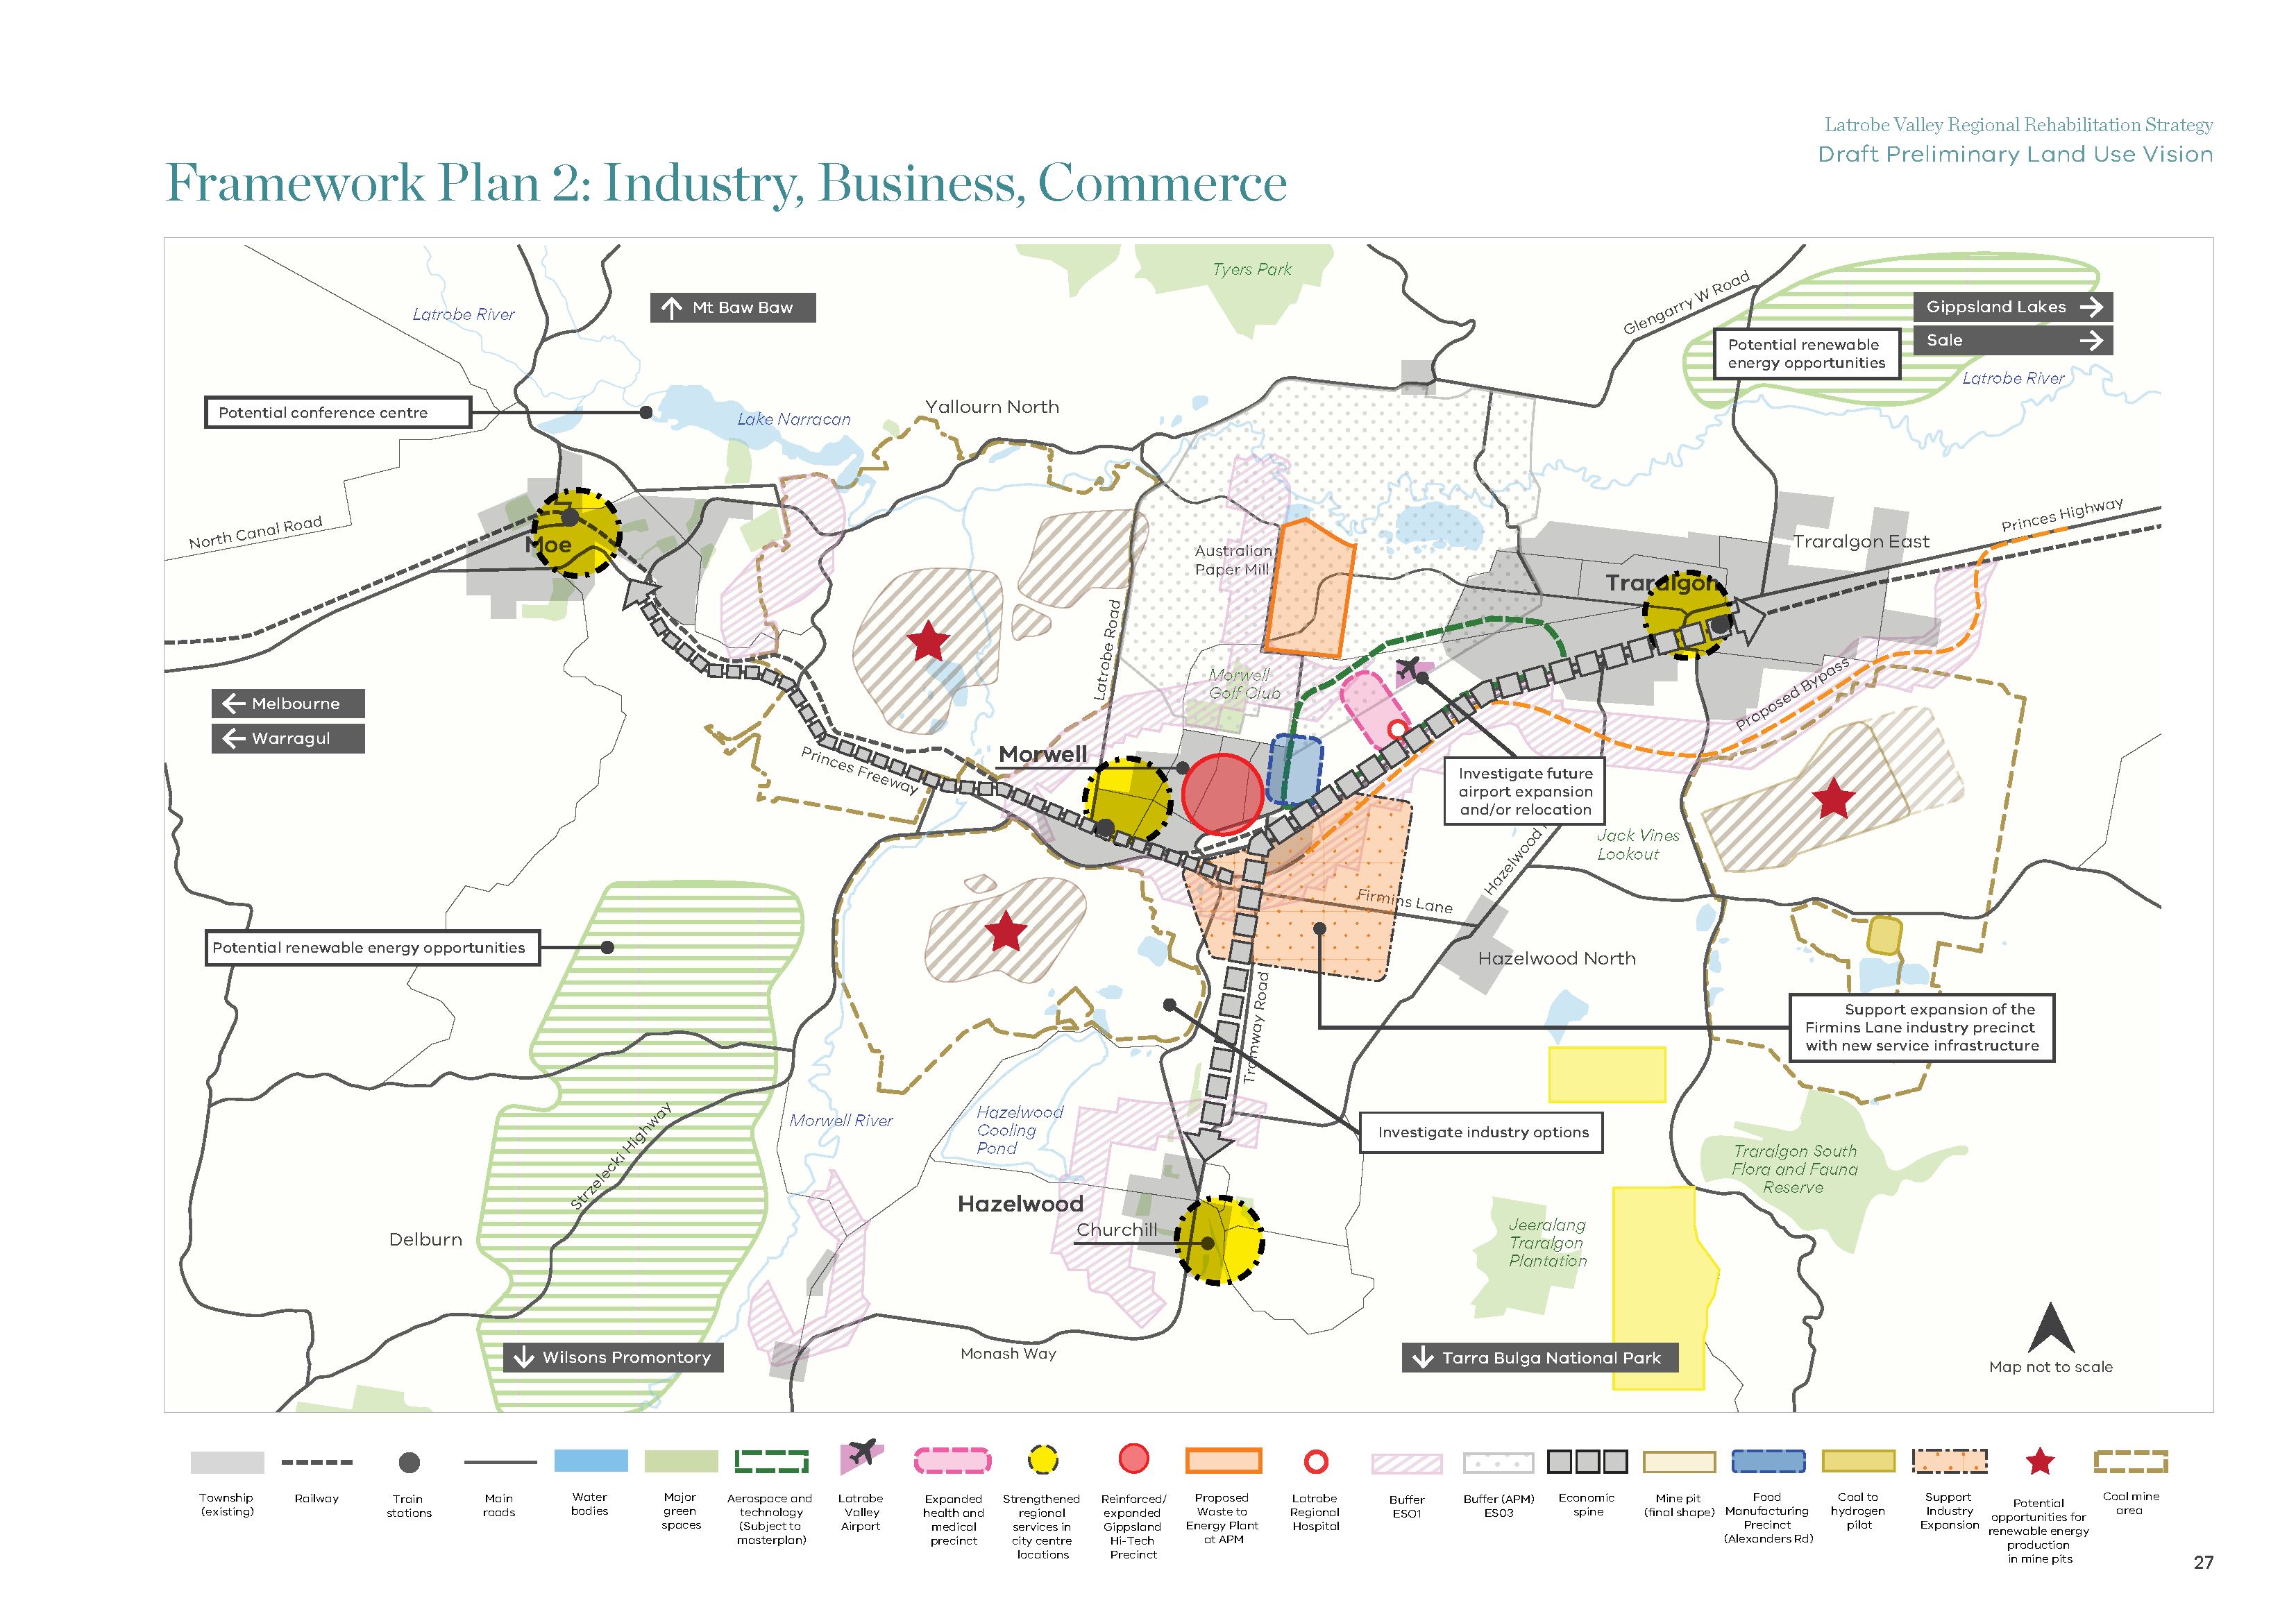 Latrobe Valley Regional Rehabilitation Strategy
Draft Preliminary Land Use Vision
Framework Plan 2: Industry, Business, Commerce
Tyers Park
Glengarry W Road
Latrobe River
Mt Baw Baw
Gippsland Lakes
Sale
Potential renewable
energy opportunities
Latrobe River
Potential conference centre
Lake Narracan
Yallourn North
North Canal Road
Moe
Princes Highway
Traralgon East
Australian
Paper Mill
Traralgon
Latrobe Road
Morwell
Golf Club
Proposed Bypass
Melbourne
Warragul
Princes Freeway
Morwell
Investigate future
airport expansion
and/or relocation
Jack Vines
Lookout
Hazelwood
Firmins Lane
Potential renewable energy opportunities
Hazelwood North
Tramway Road
Support expansion of the
Firmins Lane industry precinct
with new service infrastructure
Strzelecki Highway
Morwell River
Hazelwood
Cooling
Pond
Investigate industry options
Traralgon South
Flora and Fauna
Reserve
Hazelwood
Churchill
Delburn
Jeeralang
Traralgon
Plantation
Wilsons Promontory
Monash Way
Tarra Bulga National Park
Map not to scale
Township
(existing)
Railway
Train
stations
Main
roads
Water
bodies
Major
green
spaces
Aerospace and
technology
(Subject to
masterplan)
Latrobe
Valley
Airport
Expanded
health and
medical
precinct
Strengthened
regional
services in
city centre
locations
Reinforced/
expanded
Gippsland
Hi-Tech
Precinct
Proposed
Waste to
Energy Plant
at APM
Latrobe
Regional
Hospital
Buffer
ESO1
Buffer (APM)
ESO3
Economic
spine
Mine pit
(final shape)
Food
Manufacturing
Precinct
(Alexanders Rd)
Coal to
hydrogen
pilot
Support
Industry
Expansion
Potential
opportunities for
renewable energy
production
in mine pits
Coal mine
area
27